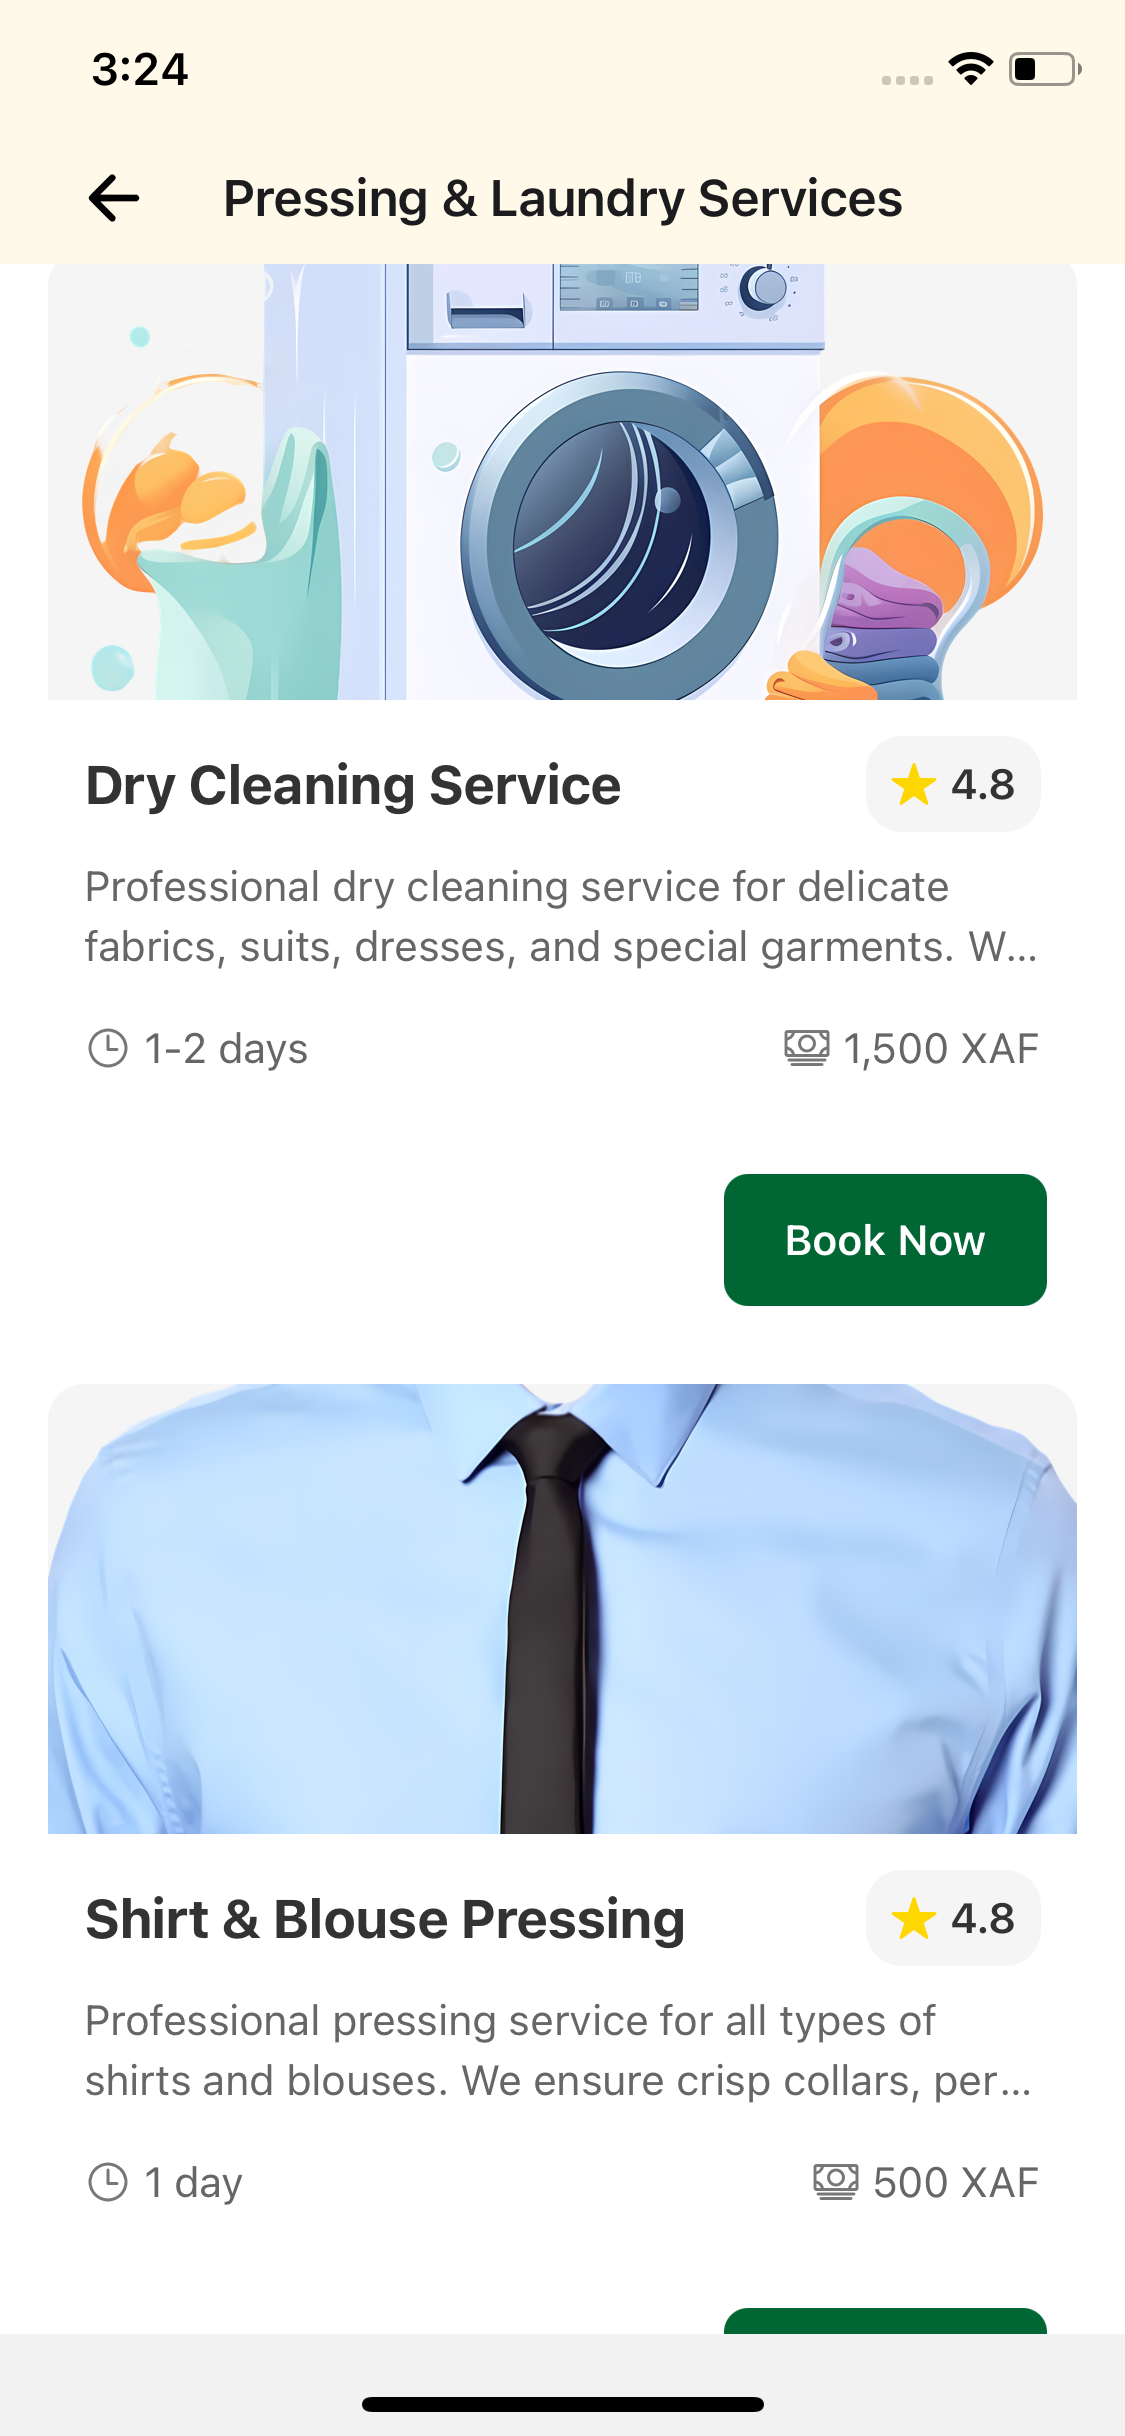 3:24
Pressing & Laundry Services
Dry Cleaning Service
4.8
Professional dry cleaning service for delicate
fabrics, suits, dresses, and special garments. W...
1-2 days
1,500 XAF
Book Now
Shirt & Blouse Pressing
4.8
Professional pressing service for all types of
shirts and blouses. We ensure crisp collars, per...
1 day
500 XAF